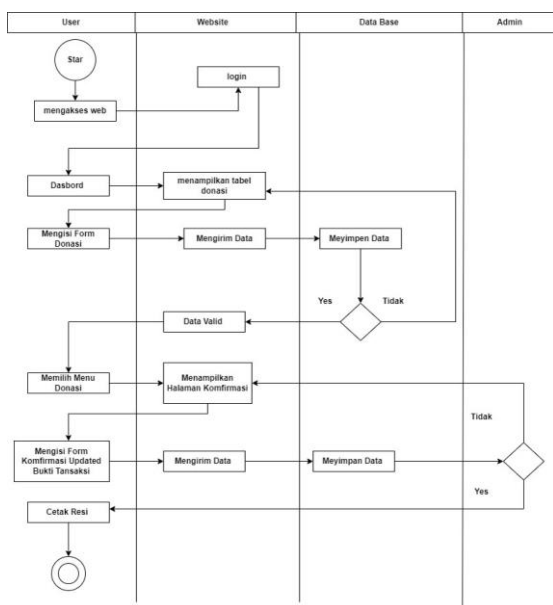 User
Website
Data Base
Admin
Star
login
mengakses web
Dasbord
menampilkan tabel
donasi
Mengisi Form
Donasi
Mengirim Data
Meyimpen Data
Yes
Tidak
Data Valid
Memilih Menu
Donasi
Menampilkan
Halaman Komfirmasi
Tidak
Mengisi Form
Komfirmasi Updated
Bukti Tansaksi
Mengirim Data
Meyimpan Data
Yes
Cetak Resi